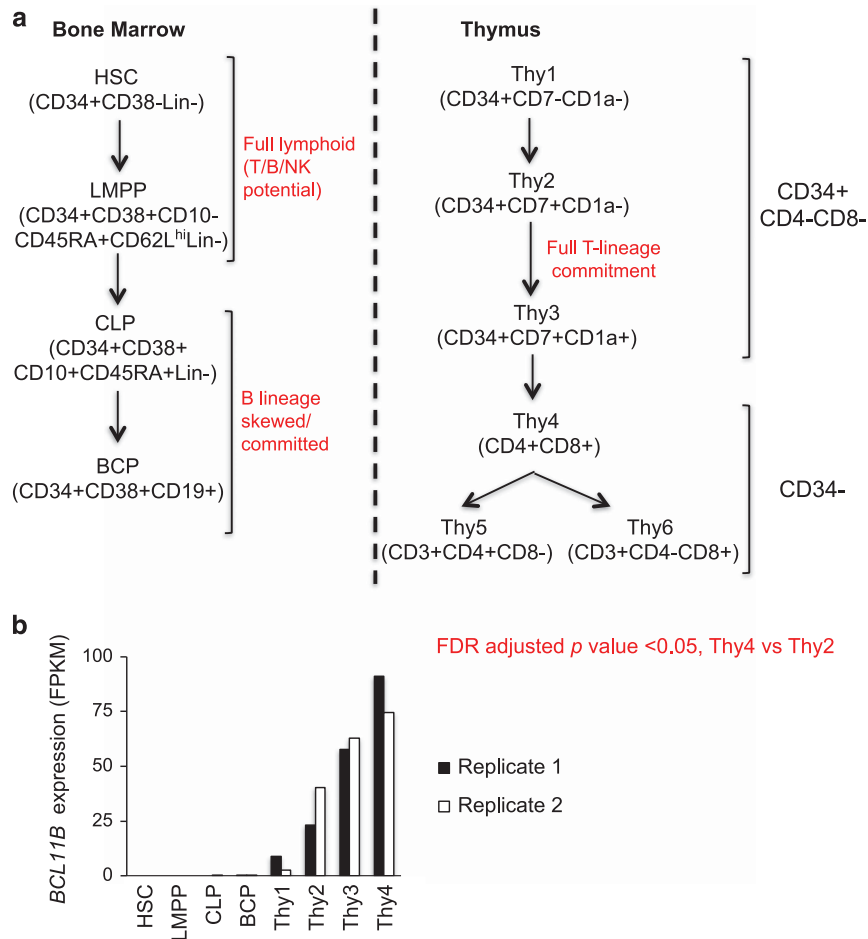 a
Bone Marrow
HSC
(CD34+CD38-Lin-)
LMPP
(CD34+CD38+CD10-
CD45RA+CD62LhiLin-)
Full lymphoid
(T/B/NK
potential)
CLP
(CD34+CD38+
CD10+CD45RA+Lin-)
BCP
(CD34+CD38+CD19+)
B lineage
skewed/
committed
Thymus
Thy1
(CD34+CD7-CD1a-)
Thy2
(CD34+CD7+CD1a-)
Full T-lineage
commitment
Thy3
(CD34+CD7+CD1a+)
CD34+
CD4-CD8-
Thy4
(CD4+CD8+)
Thy5
(CD3+CD4+CD8-)
Thy6
(CD3+CD4-CD8+)
CD34-
b
FDR adjusted p value <0.05, Thy4 vs Thy2
BCL11B expression (FPKM)
100
75
50
25
0
HSC
LMPP
CLP
BCP
Thy1
Thy2
Thy3
Thy4
Replicate 1
Replicate 2